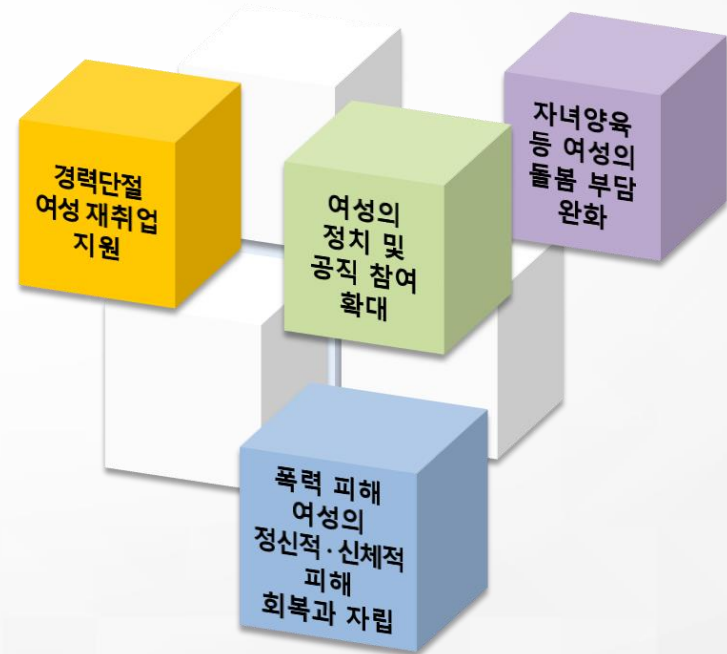 경력단절
여성 재취업
지원
여성의
정치 및
공직 참여
확대
자녀양육
등 여성의
돌봄 부담
완화
폭력 피해
여성의
정신적·신체적
피해
회복과 자립